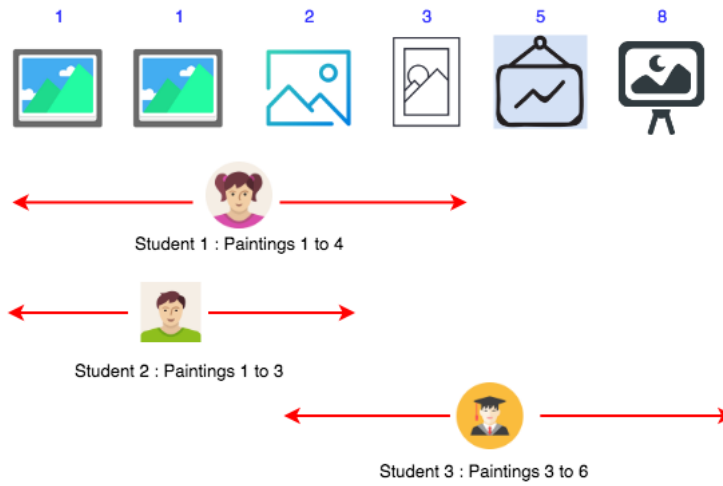 1 1 2 3 5 8
Student 1 : Paintings 1 to 4
Student 2 : Paintings 1 to 3
Student 3 : Paintings 3 to 6